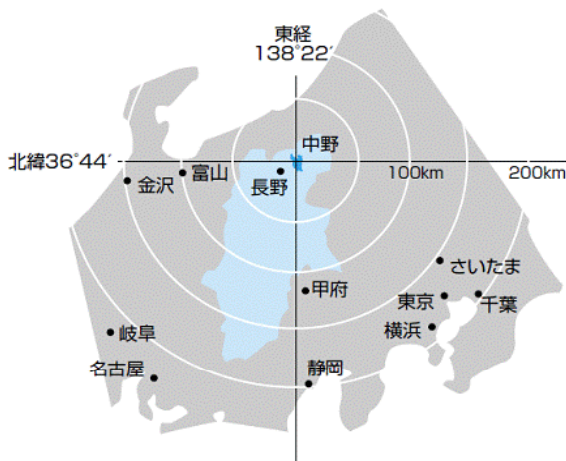 東経
138°22′
中野
北緯36°44′
富山
100km
200km
金沢
長野
さいたま
甲府
東京
千葉
横浜
岐阜
静岡
名古屋